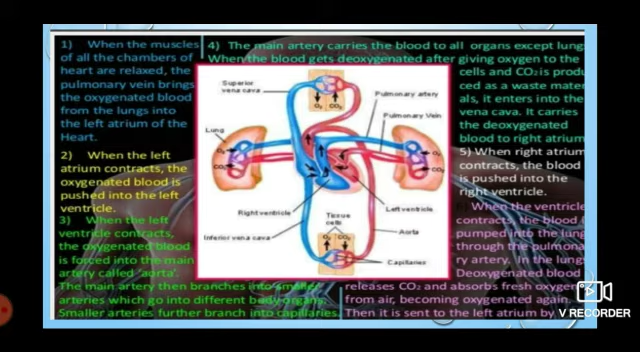 1) When the muscles
of all the chambers of
heart are relaxed, the
pulmonary vein brings
the oxygenated blood
from the lungs into
the left atrium of the
Heart.
2) When the left
atrium contracts, the
oxygenated blood is
pushed into the left
ventricle.
3) When the left
ventricle contracts,
the oxygenated blood
is forced into the main
artery called 'aorta'.
The main artery then branches into smaller
arteries which go into different body organs.
Smaller arteries further branch into capillaries.
4) The main artery carries the blood to all organs except lung
When the blood gets deoxygenated after giving oxygen to the
cells and CO₂ is produ
ced as a waste mater
als, it enters into the
vena cava. It carries
the deoxygenated
blood to right atrium
5) When right atrium
contracts, the blood
is pushed into the
right ventricle.
When the ventricle
contracts, the blood i
pumped into the lung
through the pulmona
ry artery. In the lung
Deoxygenated blood
releases CO₂ and absorbs fresh oxygen
from air, becoming oxygenated again.
Then it is sent to the left atrium by
Superior
vena cava
O₂ CO₂
Pulmonary artery
Pulmonary Vein
Lung
O₂
CO₂
O₂
CO₂
Right ventricle
Tissue
cells
Left ventricle
Inferior vena cava
O₂ CO₂
Aorta
Capillaries
V RECORDER